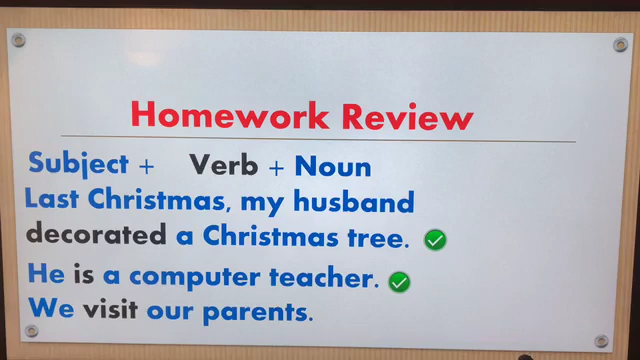 Homework Review
Subject + Verb + Noun
Last Christmas, my husband
decorated a Christmas tree.
He is a computer teacher.
We visit our parents.